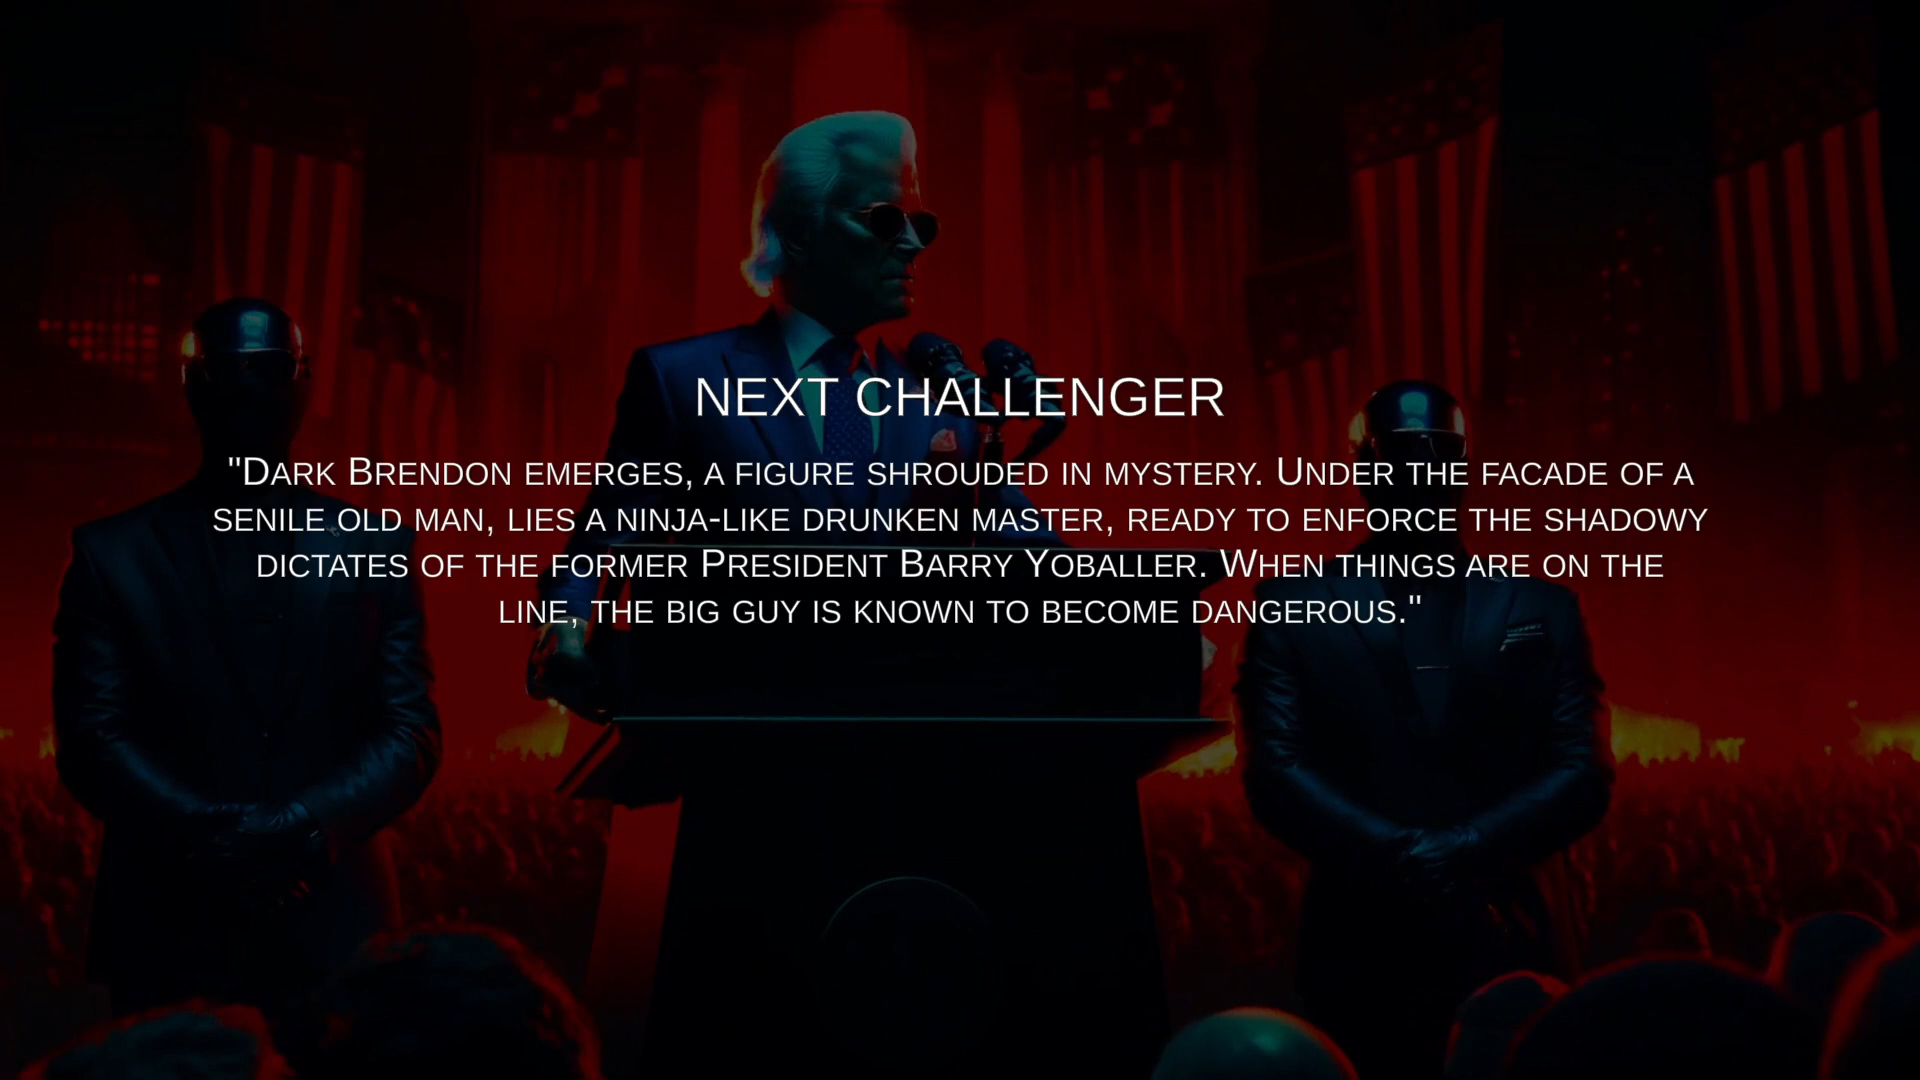 NEXT CHALLENGER
"Dark Brendon emerges, a figure shrouded in mystery. Under the facade of a
senile old man, lies a ninja-like drunken master, ready to enforce the shadowy
dictates of the former President Barry Yoballer. When things are on the
line, the big guy is known to become dangerous."